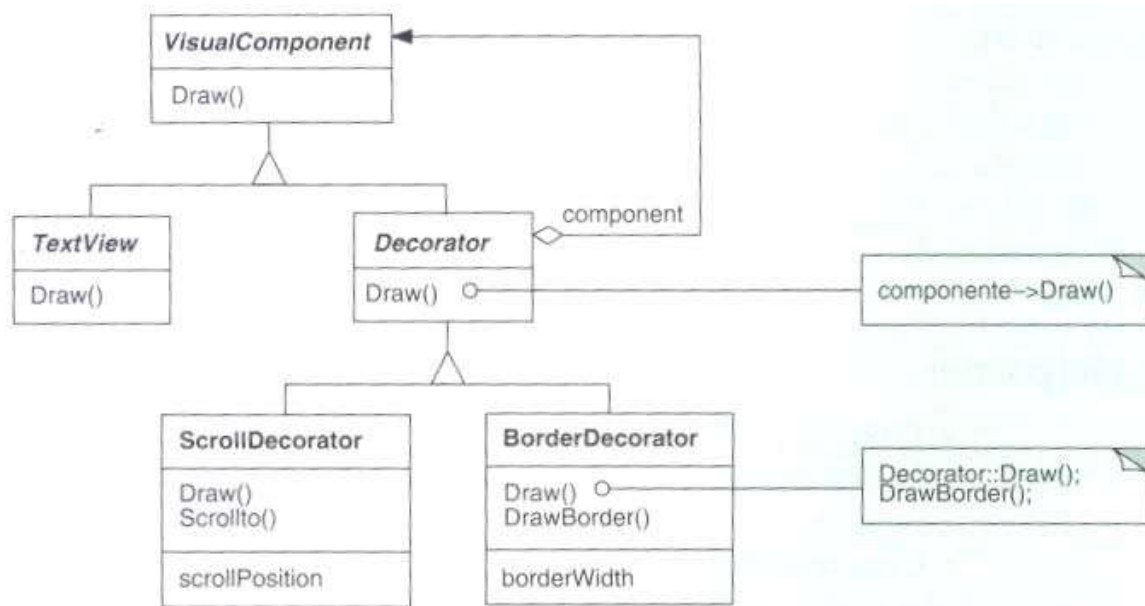 VisualComponent
Draw()
component
TextView
Draw()
Decorator
Draw()
componente–>Draw()
ScrollDecorator
Draw()
Scrollto()
scrollPosition
BorderDecorator
Draw()
DrawBorder()
borderWidth
Decorator::Draw();
DrawBorder();